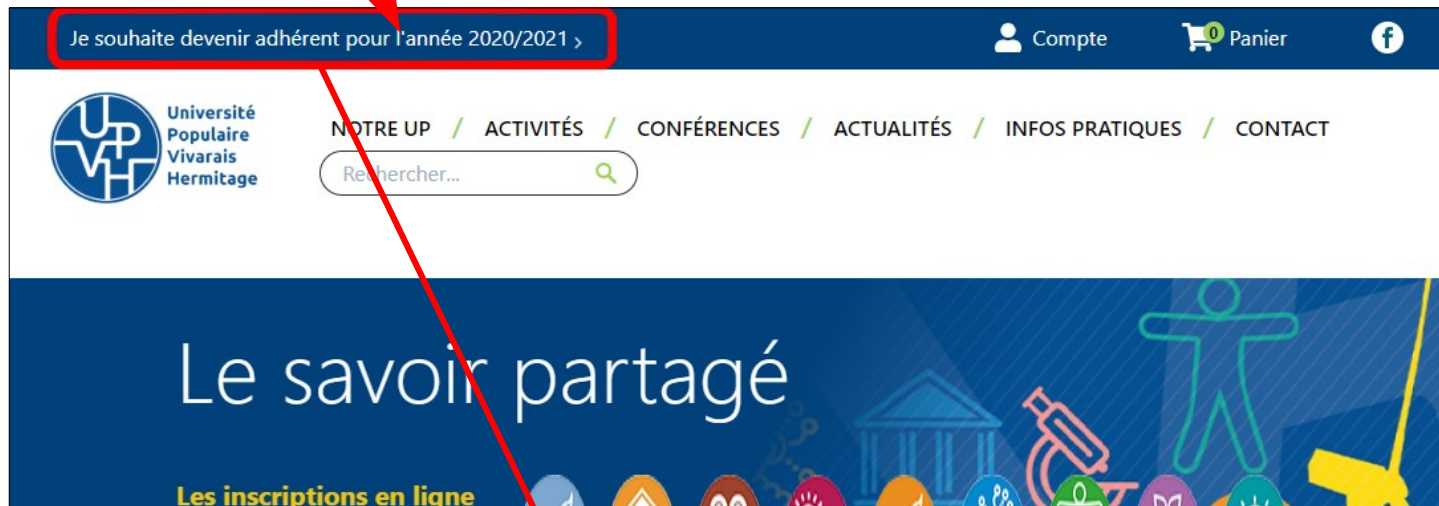 Je souhaite devenir adhérent pour l'année 2020/2021 >
Compte
0 Panier
f
UPVH
Université
Populaire
Vivarais
Hermitage
NOTRE UP / ACTIVITÉS / CONFÉRENCES / ACTUALITÉS / INFOS PRATIQUES / CONTACT
Rechercher...
Le savoir partagé
Les inscriptions en ligne